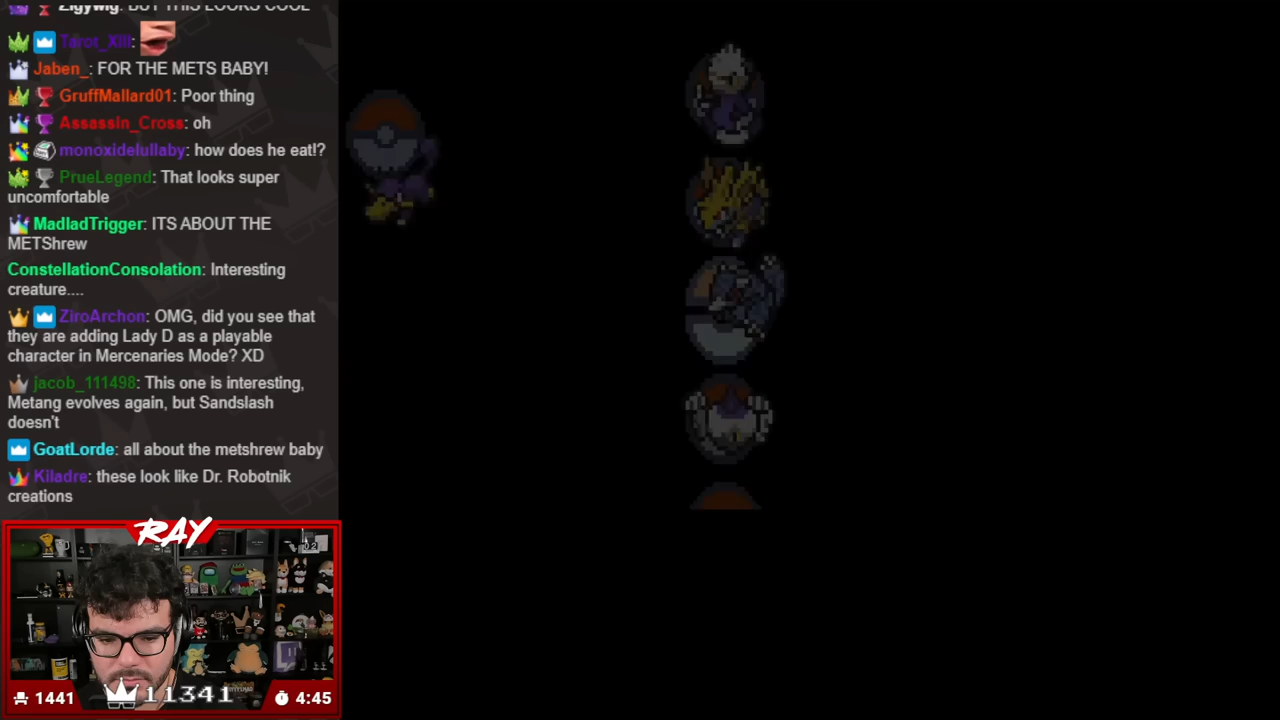 Zigywig: BUT THIS LOOKS COOL
Tarot_XIII:
Jaben_: FOR THE METS BABY!
GruffMallard01: Poor thing
Assassin_Cross: oh
monoxidelullaby: how does he eat!?
PrueLegend: That looks super
uncomfortable
MadladTrigger: ITS ABOUT THE
METShrew
ConstellationConsolation: Interesting
creature....
ZiroArchon: OMG, did you see that
they are adding Lady D as a playable
character in Mercenaries Mode? XD
jacob_111498: This one is interesting,
Metang evolves again, but Sandslash
doesn't
GoatLorde: all about the metshrew baby
Kiladre: these look like Dr. Robotnik
creations
RAY
1441 11341 4:45